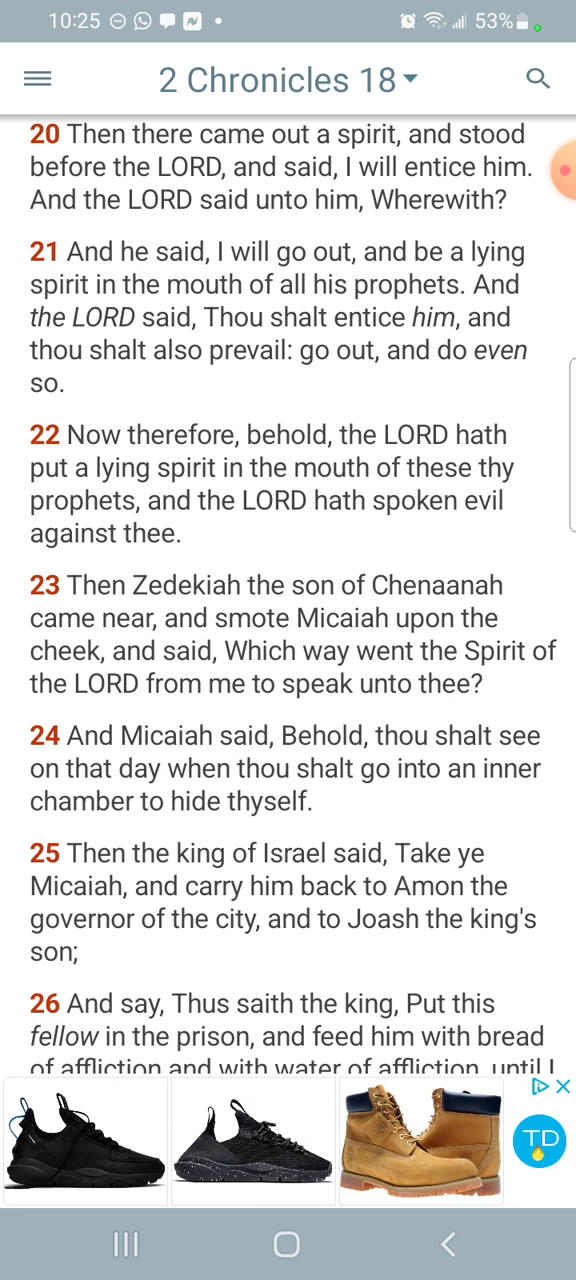 10:25 53%
2 Chronicles 18
20 Then there came out a spirit, and stood
before the LORD, and said, I will entice him.
And the LORD said unto him, Wherewith?
21 And he said, I will go out, and be a lying
spirit in the mouth of all his prophets. And
the LORD said, Thou shalt entice him, and
thou shalt also prevail: go out, and do even
so.
22 Now therefore, behold, the LORD hath
put a lying spirit in the mouth of these thy
prophets, and the LORD hath spoken evil
against thee.
23 Then Zedekiah the son of Chenaanah
came near, and smote Micaiah upon the
cheek, and said, Which way went the Spirit of
the LORD from me to speak unto thee?
24 And Micaiah said, Behold, thou shalt see
on that day when thou shalt go into an inner
chamber to hide thyself.
25 Then the king of Israel said, Take ye
Micaiah, and carry him back to Amon the
governor of the city, and to Joash the king's
son;
26 And say, Thus saith the king, Put this
fellow in the prison, and feed him with bread
of affliction and with water of affliction, until I
TD